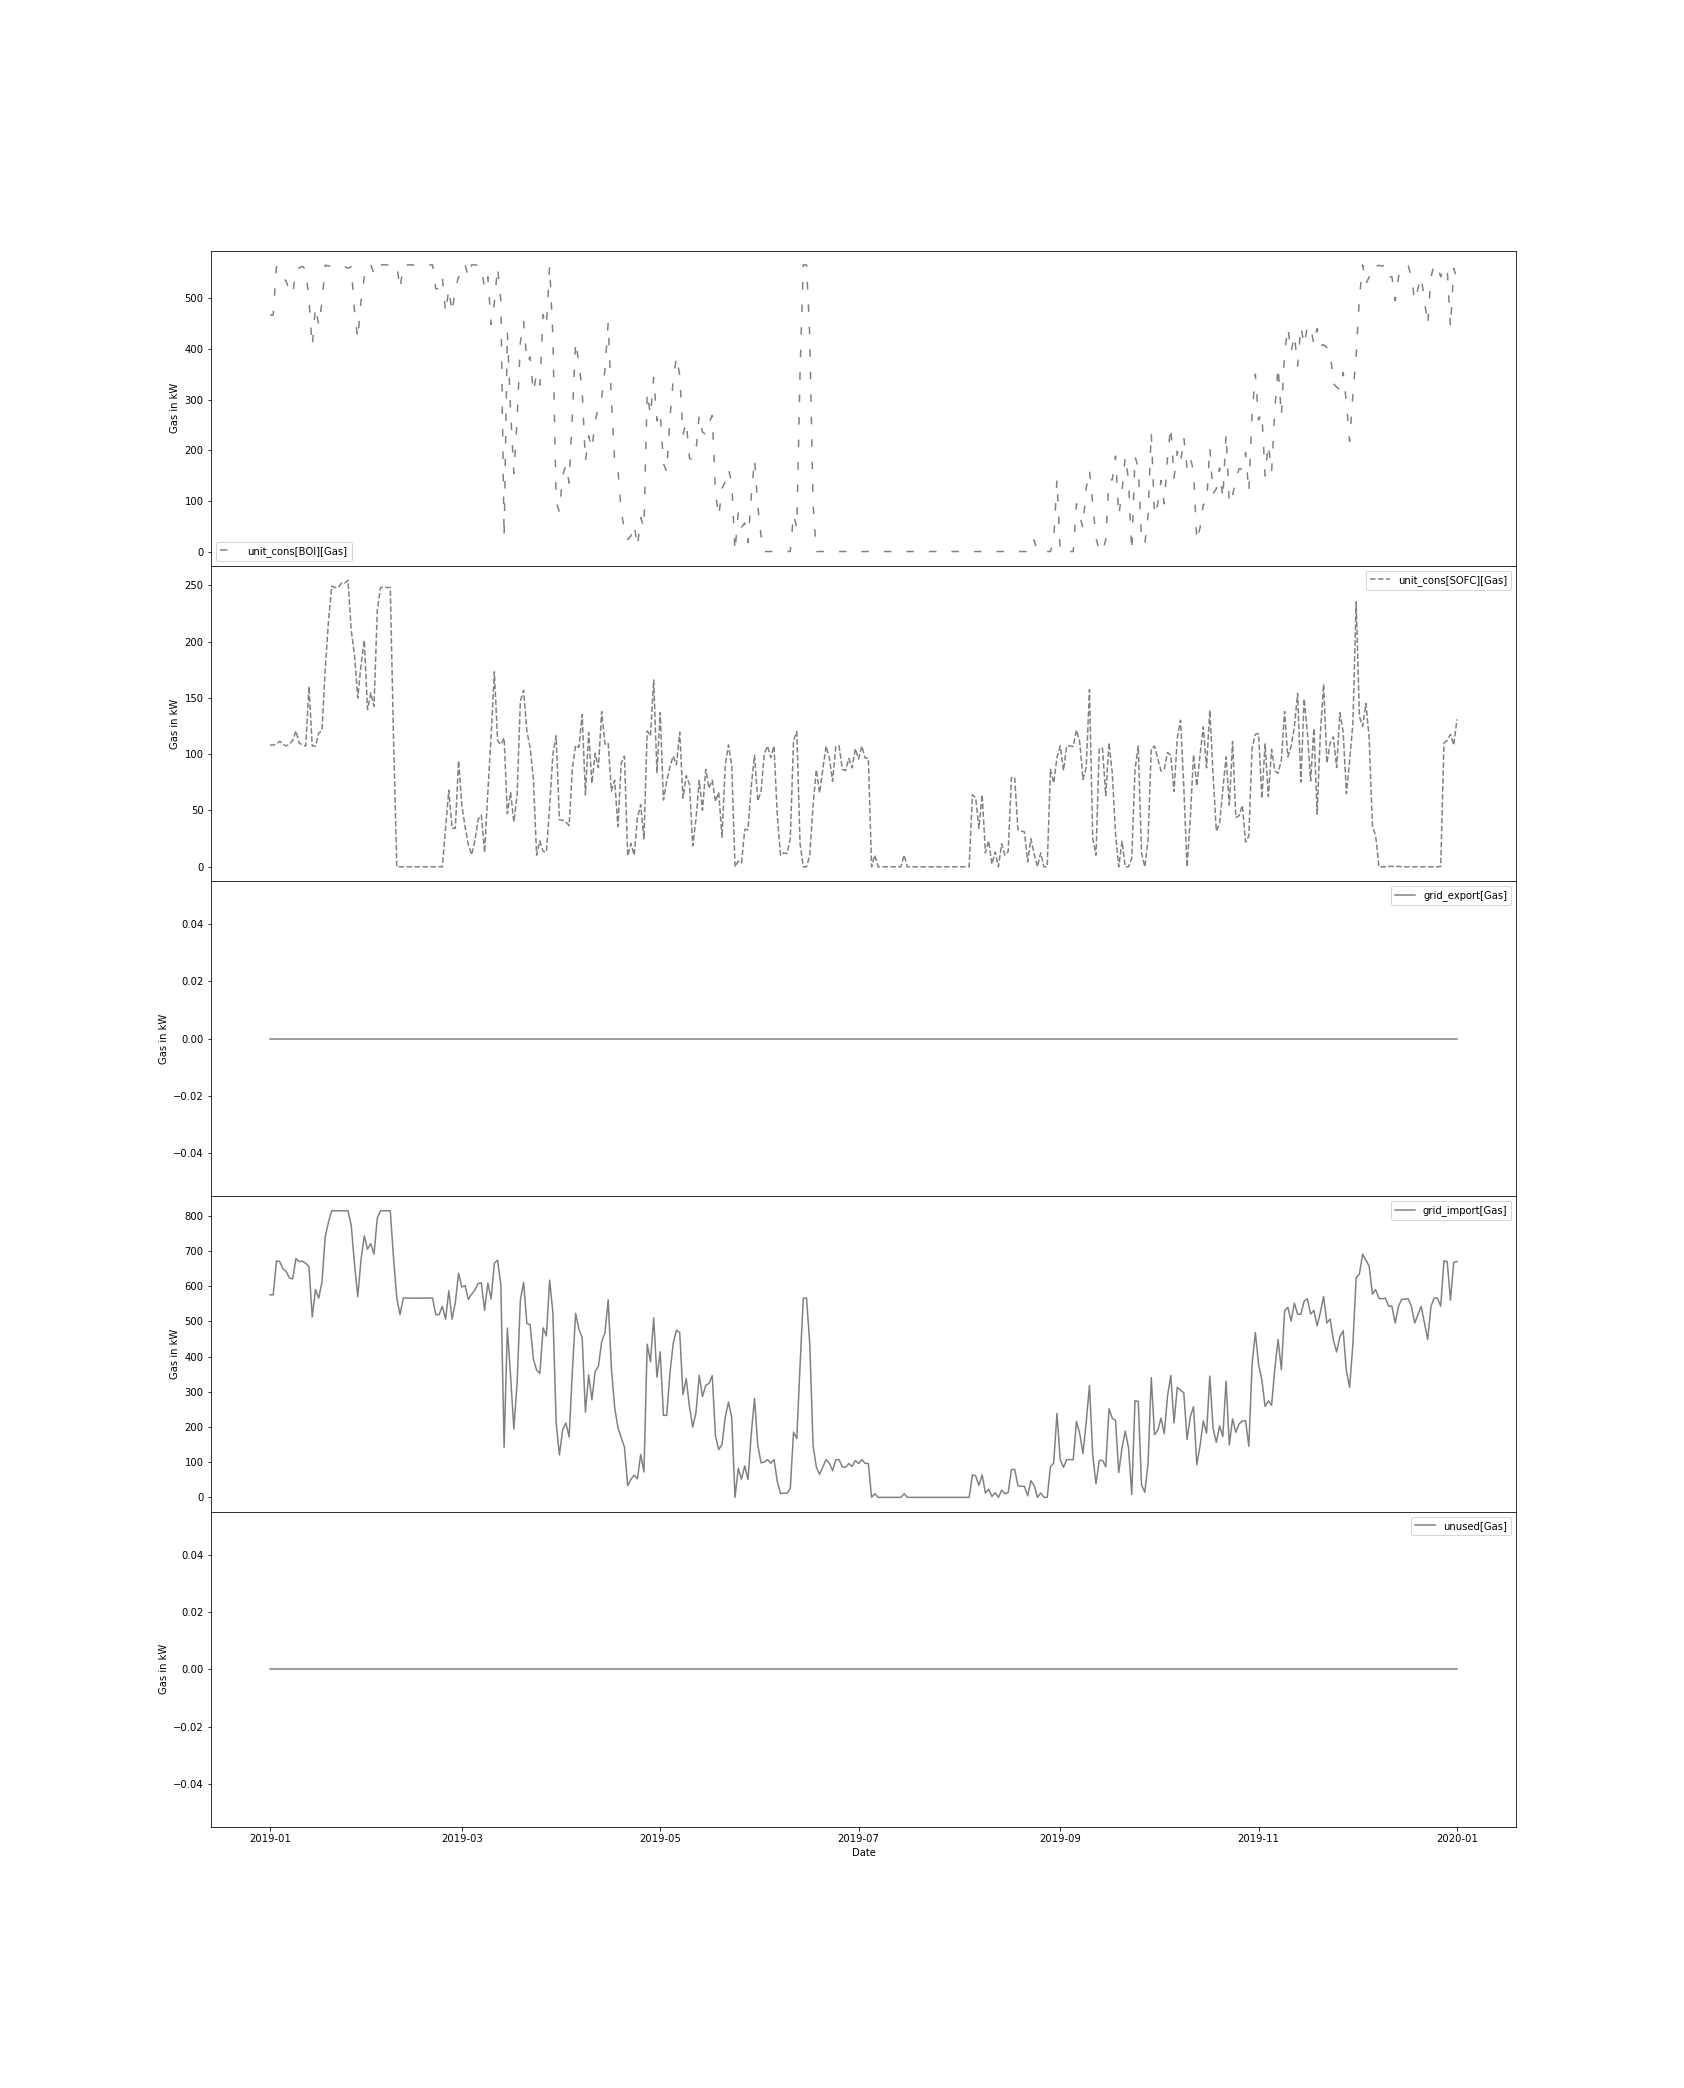 500
400
300
200
100
0
Gas in kW
unit_cons[BOI][Gas]
250
200
150
100
50
0
Gas in kW
unit_cons[SOFC][Gas]
0.04
0.02
0.00
−0.02
−0.04
Gas in kW
grid_export[Gas]
800
700
600
500
400
300
200
100
0
Gas in kW
grid_import[Gas]
0.04
0.02
0.00
−0.02
−0.04
Gas in kW
unused[Gas]
2019-01 2019-03 2019-05 2019-07 2019-09 2019-11 2020-01
Date